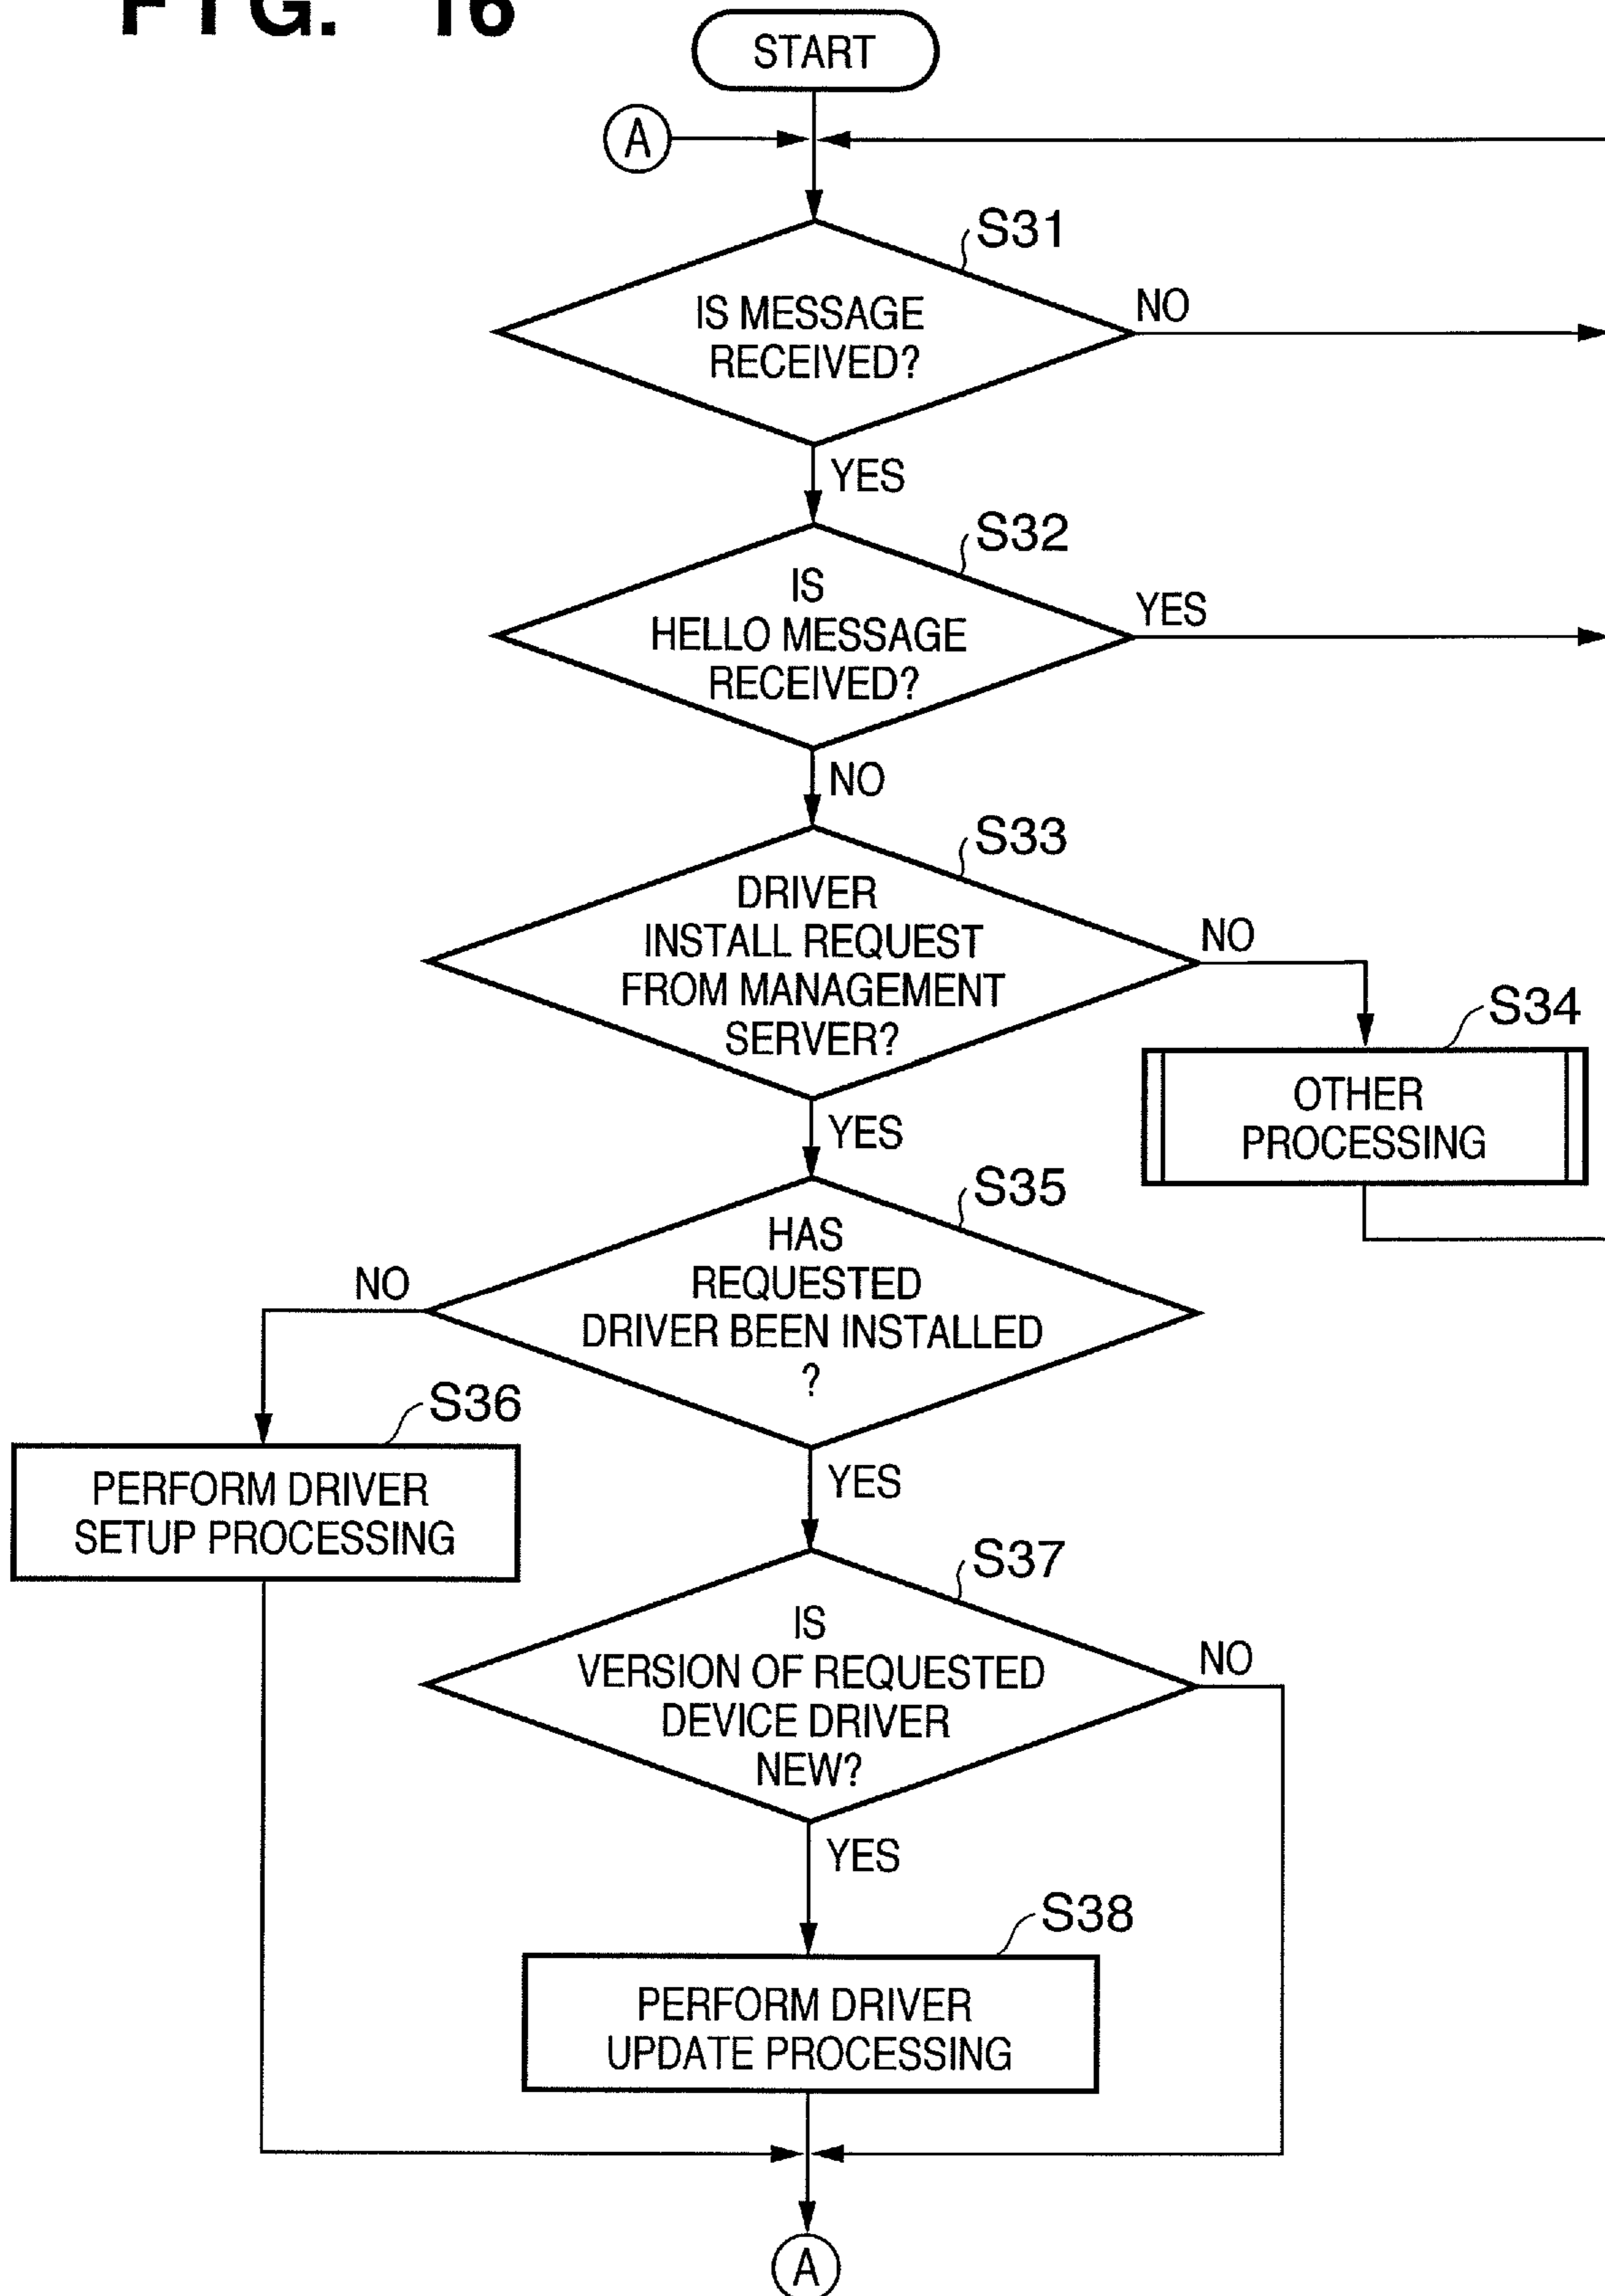 FIG. 16
START
A
S31
IS MESSAGE
RECEIVED?
NO
YES
S32
IS
HELLO MESSAGE
RECEIVED?
YES
NO
S33
DRIVER
INSTALL REQUEST
FROM MANAGEMENT
SERVER?
NO
S34
OTHER
PROCESSING
YES
S35
HAS
REQUESTED
DRIVER BEEN INSTALLED
?
NO
S36
PERFORM DRIVER
SETUP PROCESSING
YES
S37
IS
VERSION OF REQUESTED
DEVICE DRIVER
NEW?
NO
YES
S38
PERFORM DRIVER
UPDATE PROCESSING
A